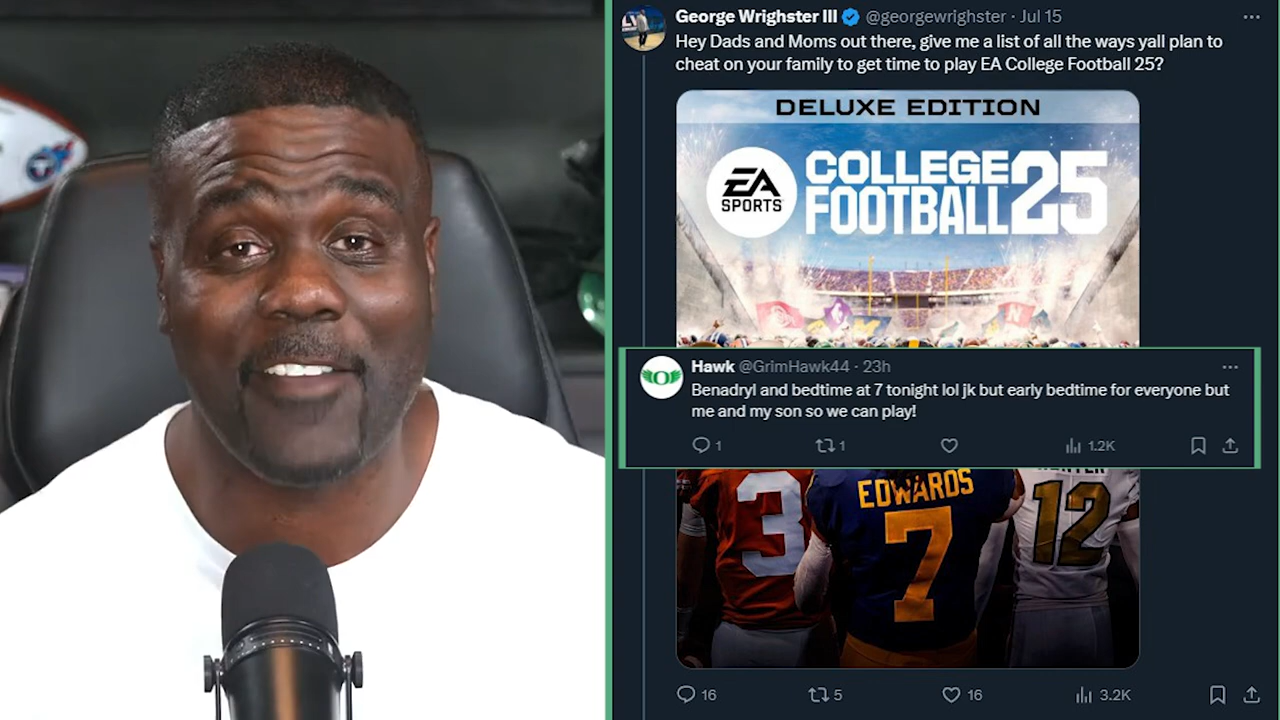 George Wrighster III @georgewrighster · Jul 15
Hey Dads and Moms out there, give me a list of all the ways yall plan to
cheat on your family to get time to play EA College Football 25?
DELUXE EDITION
EA
SPORTS
COLLEGE
FOOTBALL 25
N
Hawk @GrimHawk44 · 23h
Benadryl and bedtime at 7 tonight lol jk but early bedtime for everyone but
me and my son so we can play!
1
1
1.2K
3
EDWARDS
7
12
16
5
16
3.2K